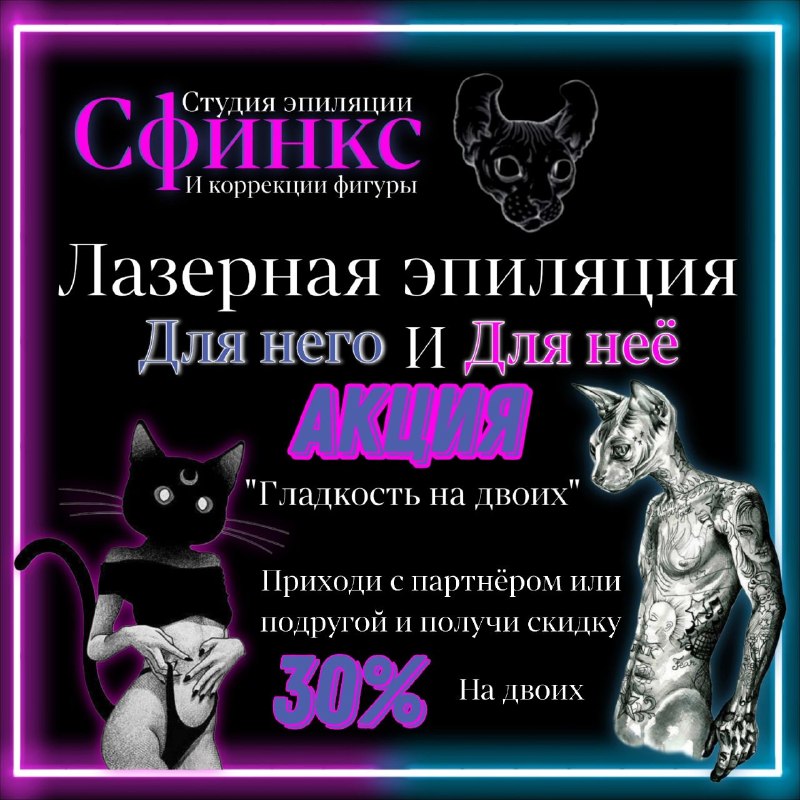 Студия эпиляции
Сфинкс
И коррекции фигуры
Лазерная эпиляция
Для него И Для неё
АКЦИЯ
"Гладкость на двоих"
Приходи с партнёром или
подругой и получи скидку
30% На двоих